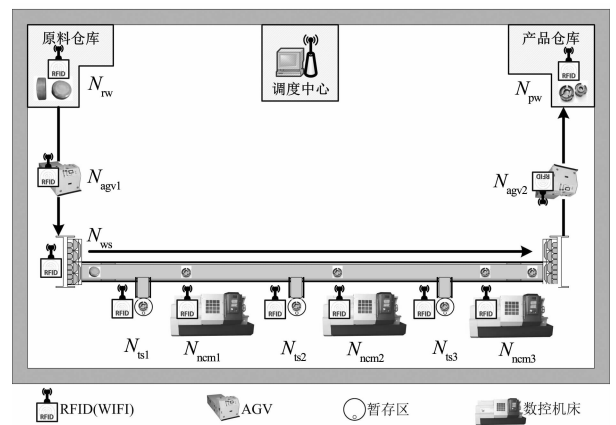 原料仓库
产品仓库
RFID
RFID
N_rw
调度中心
N_pw
RFID
N_agv1
N_agv2
RFID
N_ws
RFID
RFID
RFID
RFID
RFID
RFID
RFID
N_ts1
N_ncm1
N_ts2
N_ncm2
N_ts3
N_ncm3
RFID
RFID(WIFI)
AGV
暂存区
数控机床